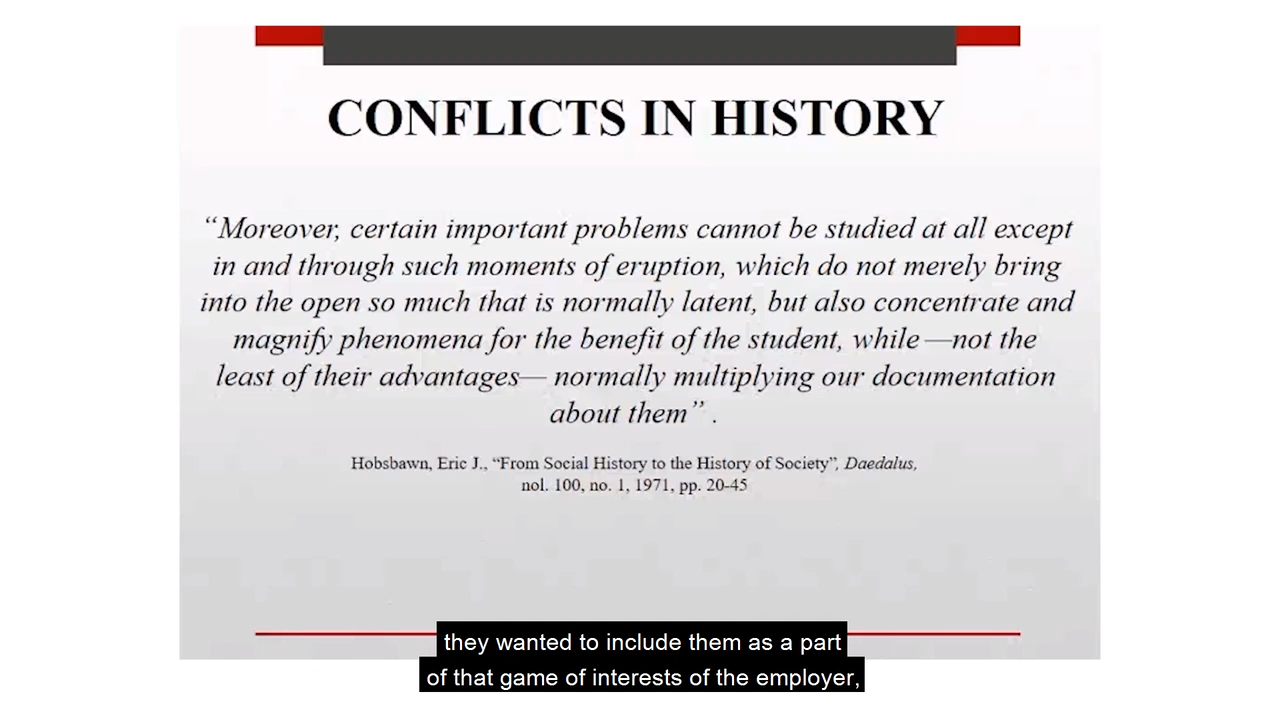 CONFLICTS IN HISTORY
“Moreover, certain important problems cannot be studied at all except
in and through such moments of eruption, which do not merely bring
into the open so much that is normally latent, but also concentrate and
magnify phenomena for the benefit of the student, while —not the
least of their advantages— normally multiplying our documentation
about them” .
Hobsbawn, Eric J., “From Social History to the History of Society”, Daedalus,
nol. 100, no. 1, 1971, pp. 20-45
they wanted to include them as a part
of that game of interests of the employer,